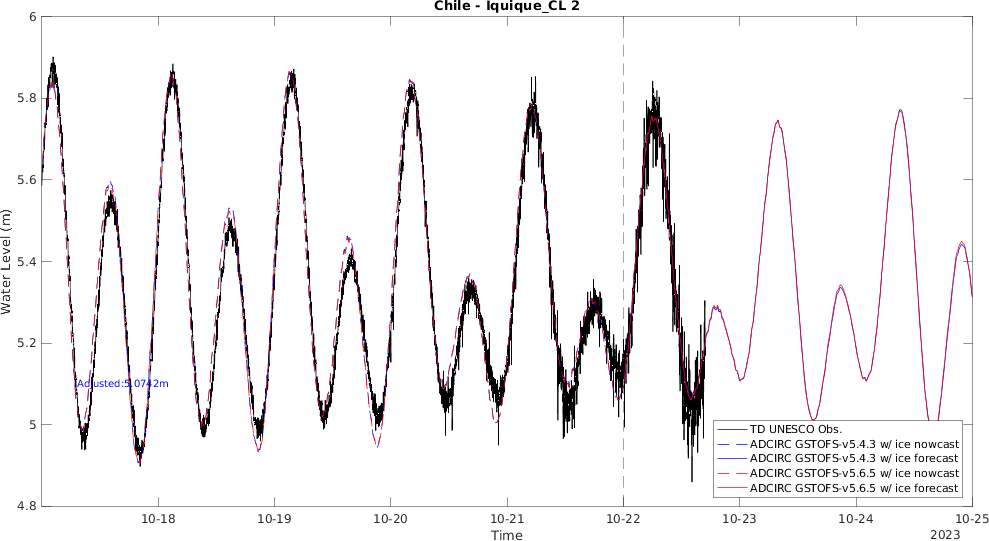 Chile - Iquique_CL 2
6
5.8
5.6
5.4
5.2
5
4.8
Water Level (m)
Adjusted:5.0742m
TD UNESCO Obs.
ADCIRC GSTOFS-v5.4.3 w/ ice nowcast
ADCIRC GSTOFS-v5.4.3 w/ ice forecast
ADCIRC GSTOFS-v5.6.5 w/ ice nowcast
ADCIRC GSTOFS-v5.6.5 w/ ice forecast
10-18 10-19 10-20 10-21 10-22 10-23 10-24 10-25
Time
2023